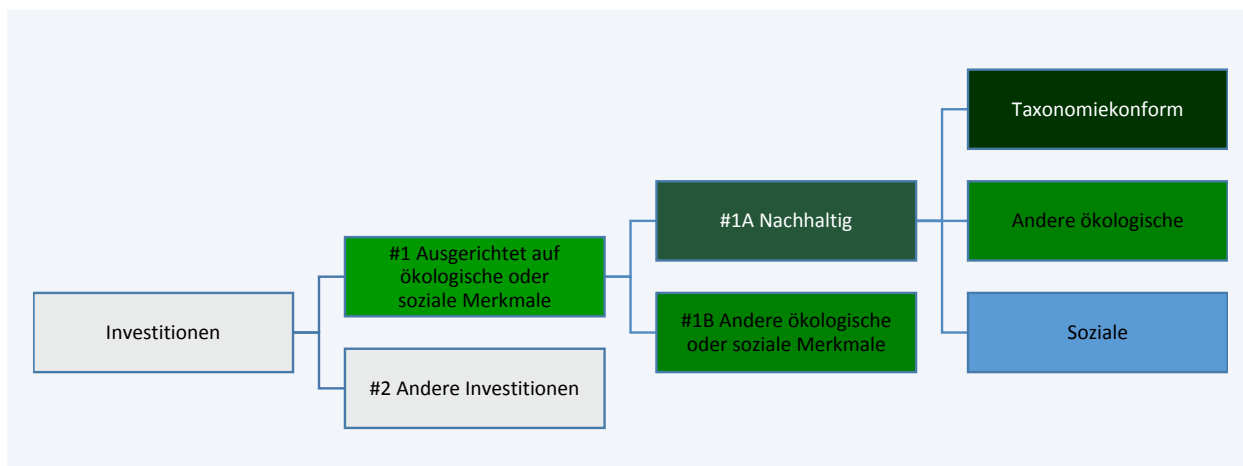 Investitionen
#1 Ausgerichtet auf
ökologische oder
soziale Merkmale
#2 Andere Investitionen
#1A Nachhaltig
#1B Andere ökologische
oder soziale Merkmale
Taxonomiekonform
Andere ökologische
Soziale